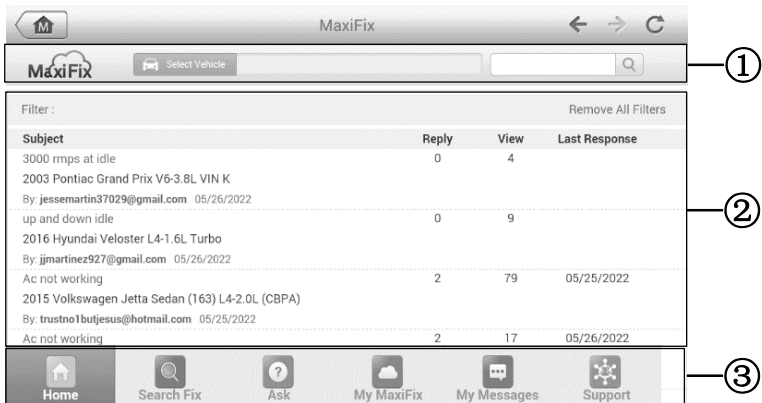 M MaxiFix
MaxiFix Select Vehicle ①
Filter : Remove All Filters
Subject Reply View Last Response
3000 rmps at idle 0 4
2003 Pontiac Grand Prix V6-3.8L VIN K
By: jessemartin37029@gmail.com 05/26/2022
up and down idle 0 9
2016 Hyundai Veloster L4-1.6L Turbo ②
By: jjmartinez927@gmail.com 05/26/2022
Ac not working 2 79 05/25/2022
2015 Volkswagen Jetta Sedan (163) L4-2.0L (CBPA)
By: trustno1butjesus@hotmail.com 05/25/2022
Ac not working 2 17 05/26/2022
? ③
Home Search Fix Ask My MaxiFix My Messages Support